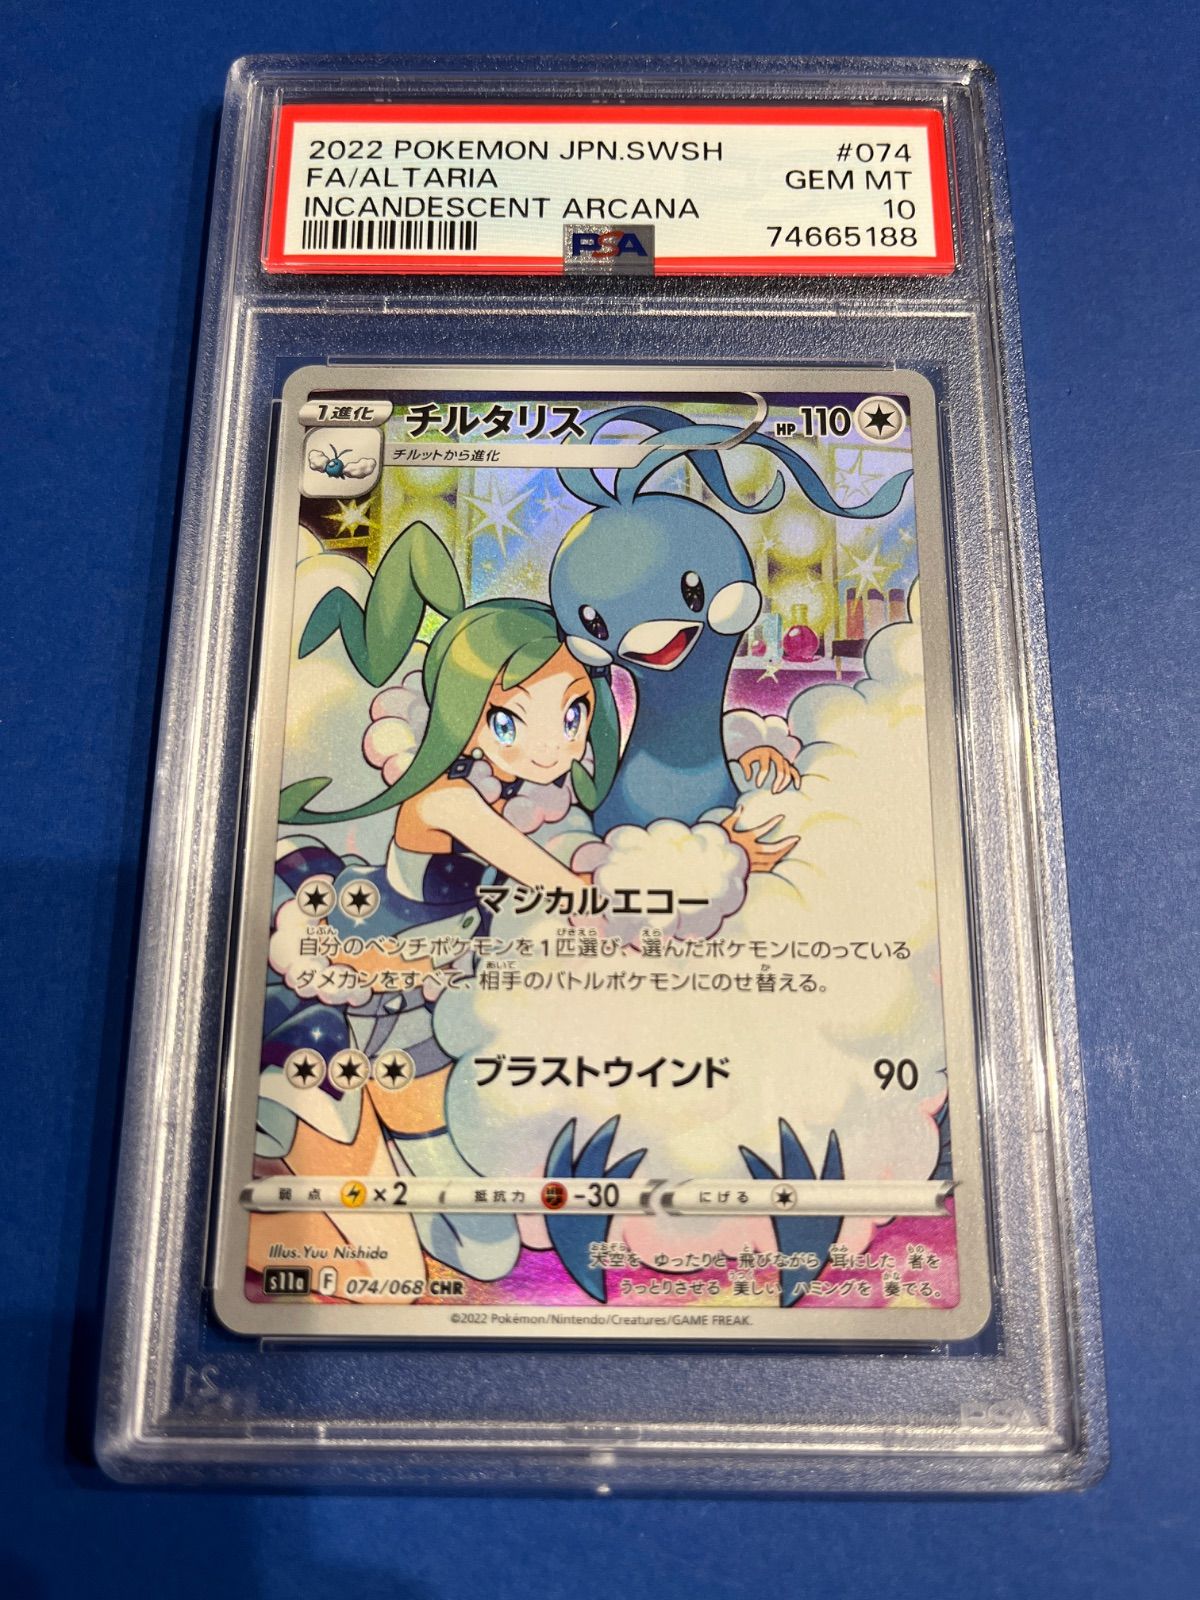 2022 POKEMON JPN.SWSH #074
FA/ALTARIA GEM MT
INCANDESCENT ARCANA 10
PSA 74665188
1進化 チルタリス HP 110
チルットから進化
マジカルエコー
自分のベンチポケモンを1匹選び、選んだポケモンにのっている
ダメカンをすべて、相手のバトルポケモンにのせ替える。
ブラストウインド 90
弱点 ×2 抵抗力 -30 にげる
Illus. Yuu Nishida
大空を ゆったりと 飛びながら 耳にした 者を
うっとりさせる 美しい ハミングを 奏でる。
s11a F 074/068 CHR
©2022 Pokémon/Nintendo/Creatures/GAME FREAK.
PSA